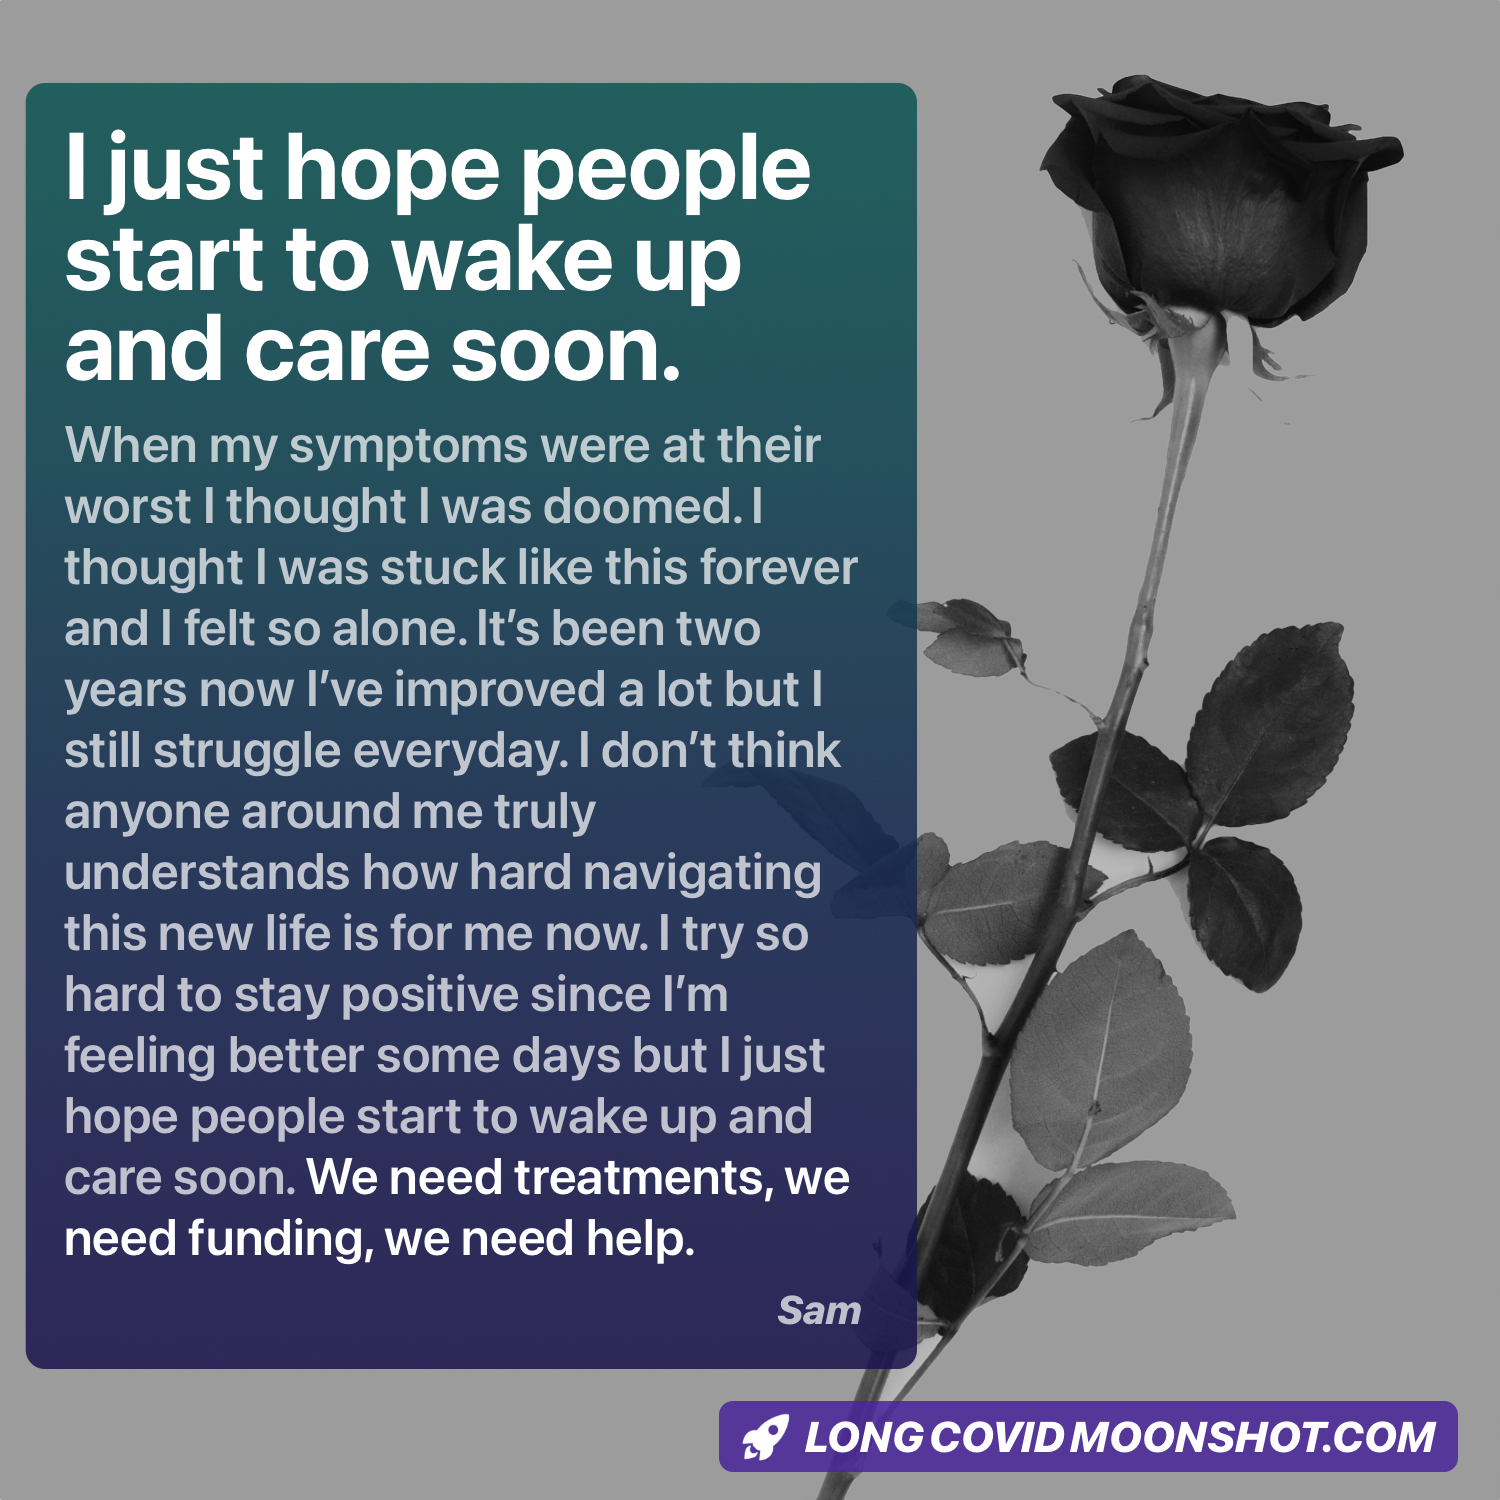 I just hope people
start to wake up
and care soon.
When my symptoms were at their
worst I thought I was doomed. I
thought I was stuck like this forever
and I felt so alone. It’s been two
years now I’ve improved a lot but I
still struggle everyday. I don’t think
anyone around me truly
understands how hard navigating
this new life is for me now. I try so
hard to stay positive since I’m
feeling better some days but I just
hope people start to wake up and
care soon. We need treatments, we
need funding, we need help.
Sam
LONG COVID MOONSHOT.COM